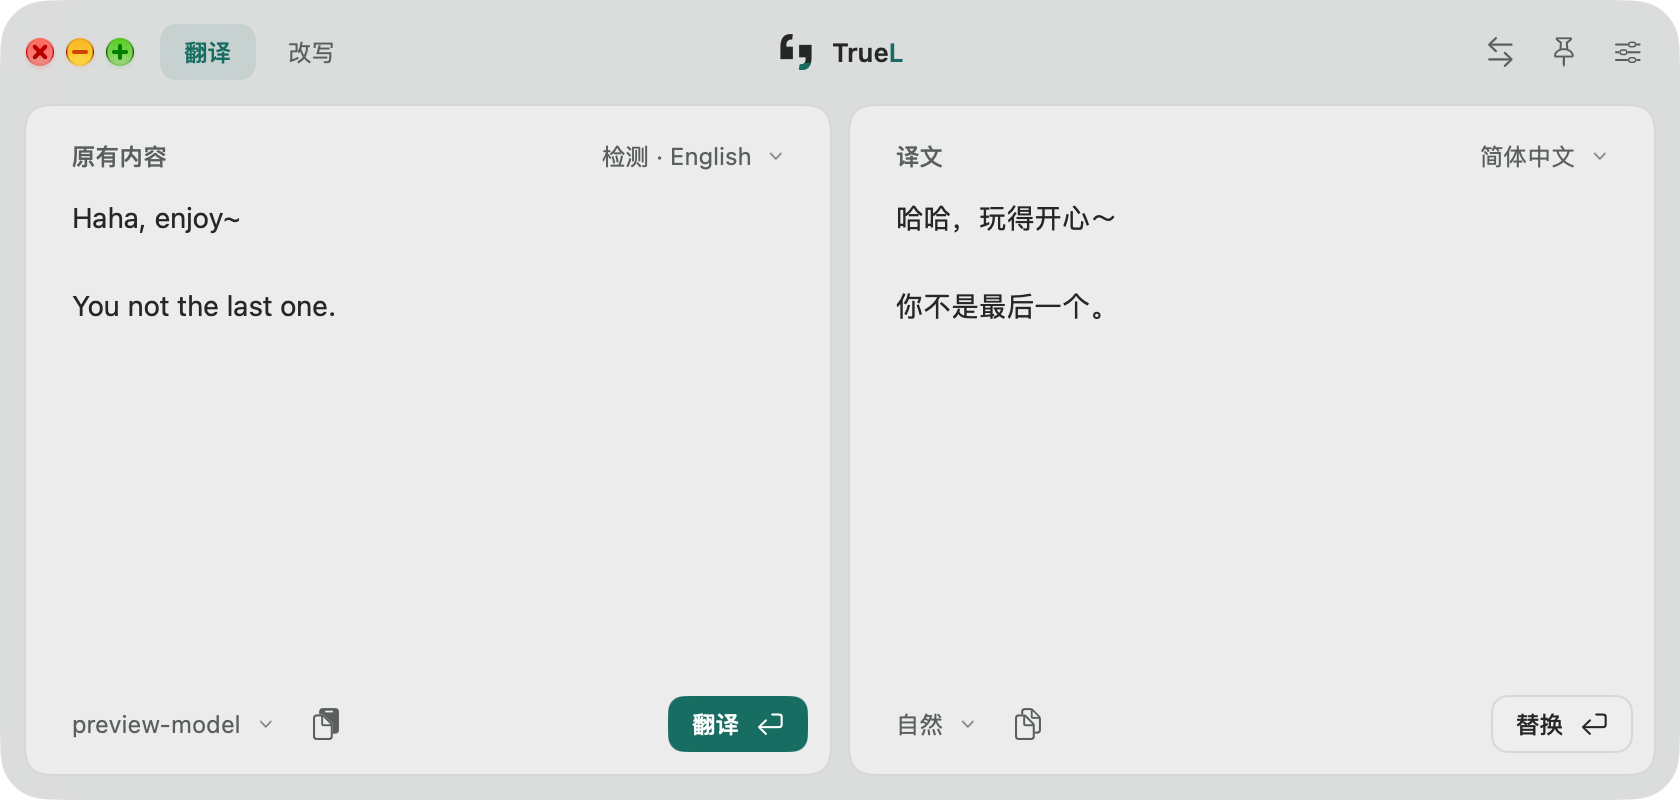 翻译 改写 TrueL
原有内容 检测 · English
Haha, enjoy~
You not the last one.
preview-model 翻译
译文 简体中文
哈哈，玩得开心～
你不是最后一个。
自然 替换